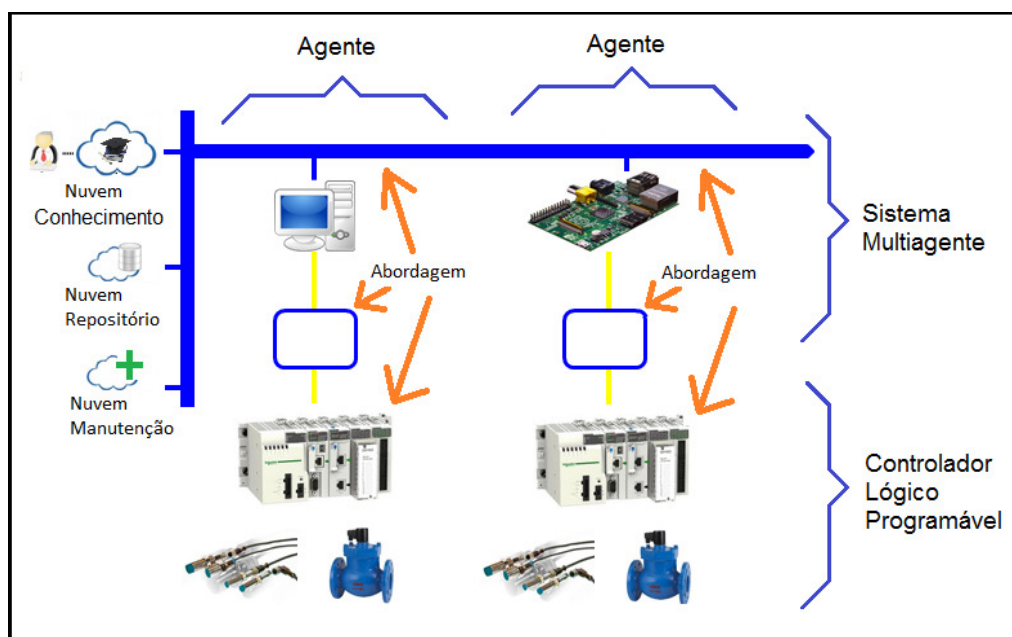 Agente
Agente
Nuvem
Conhecimento
Sistema
Multiagente
Abordagem
Abordagem
Nuvem
Repositório
Nuvem
Manutenção
Controlador
Lógico
Programável